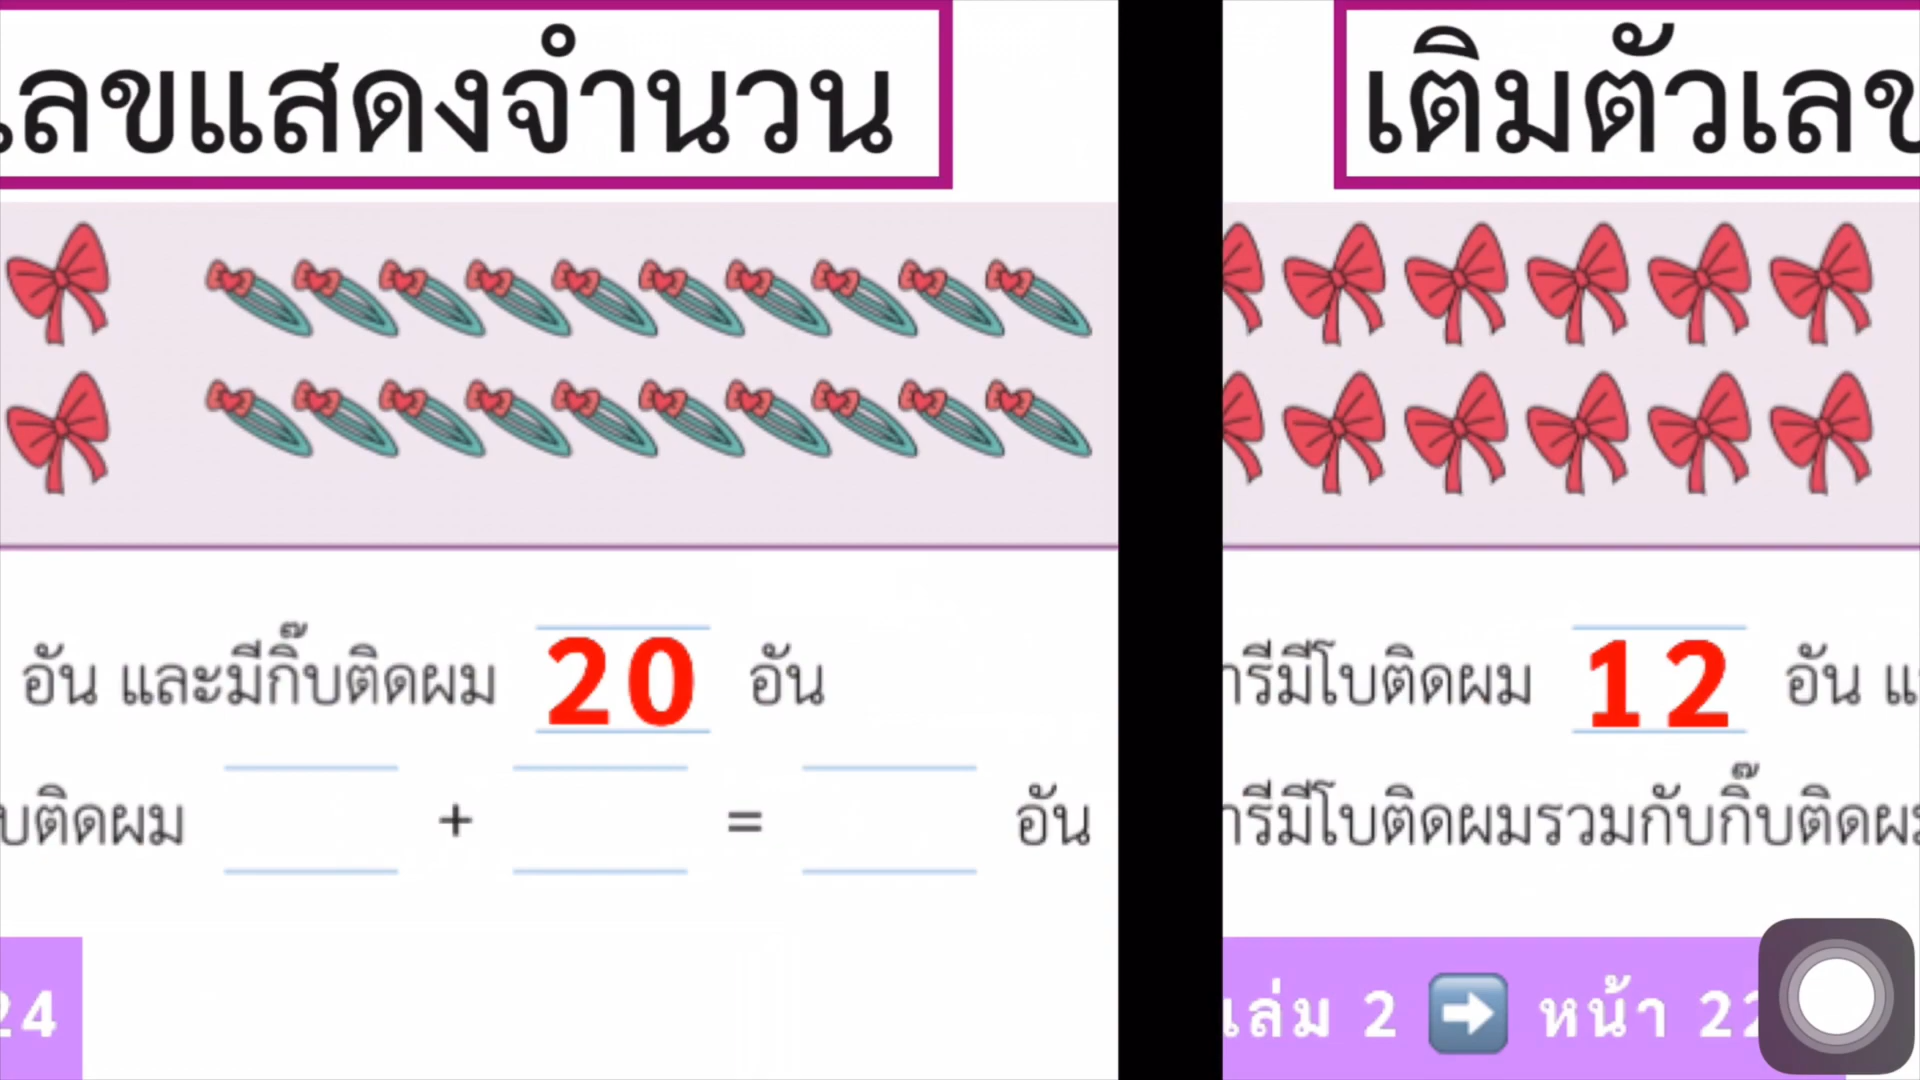 เลขแสดงจำนวน
อัน และมีกิ๊บติดผม 20 อัน
บติดผม + = อัน
24
เติมตัวเลข
รีมีโบติดผม 12 อัน แ
รีมีโบติดผมรวมกับกิ๊บติดผม
เล่ม 2 ➡ หน้า 22